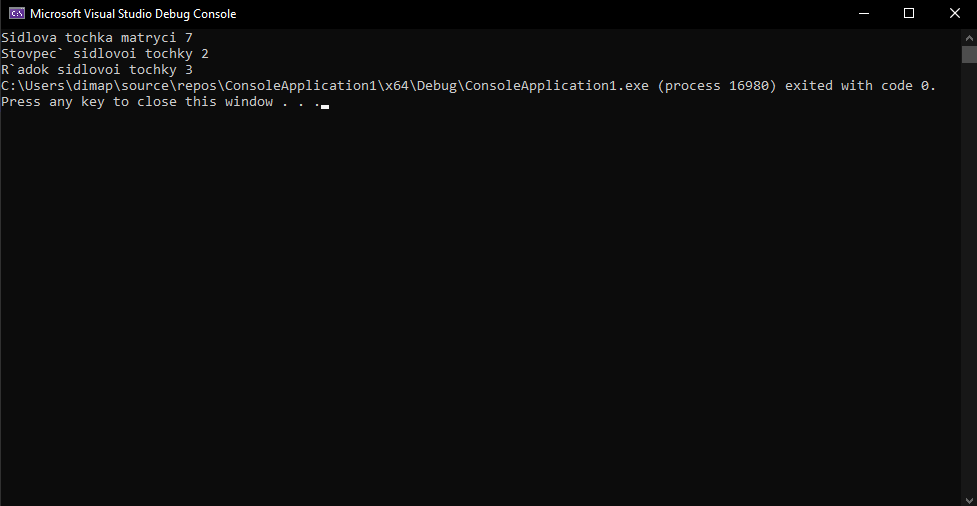 Microsoft Visual Studio Debug Console
Sidlova tochka matryci 7
Stovpec` sidlovoi tochky 2
R`adok sidlovoi tochky 3
C:\Users\dimap\source\repos\ConsoleApplication1\x64\Debug\ConsoleApplication1.exe (process 16980) exited with code 0.
Press any key to close this window . . .